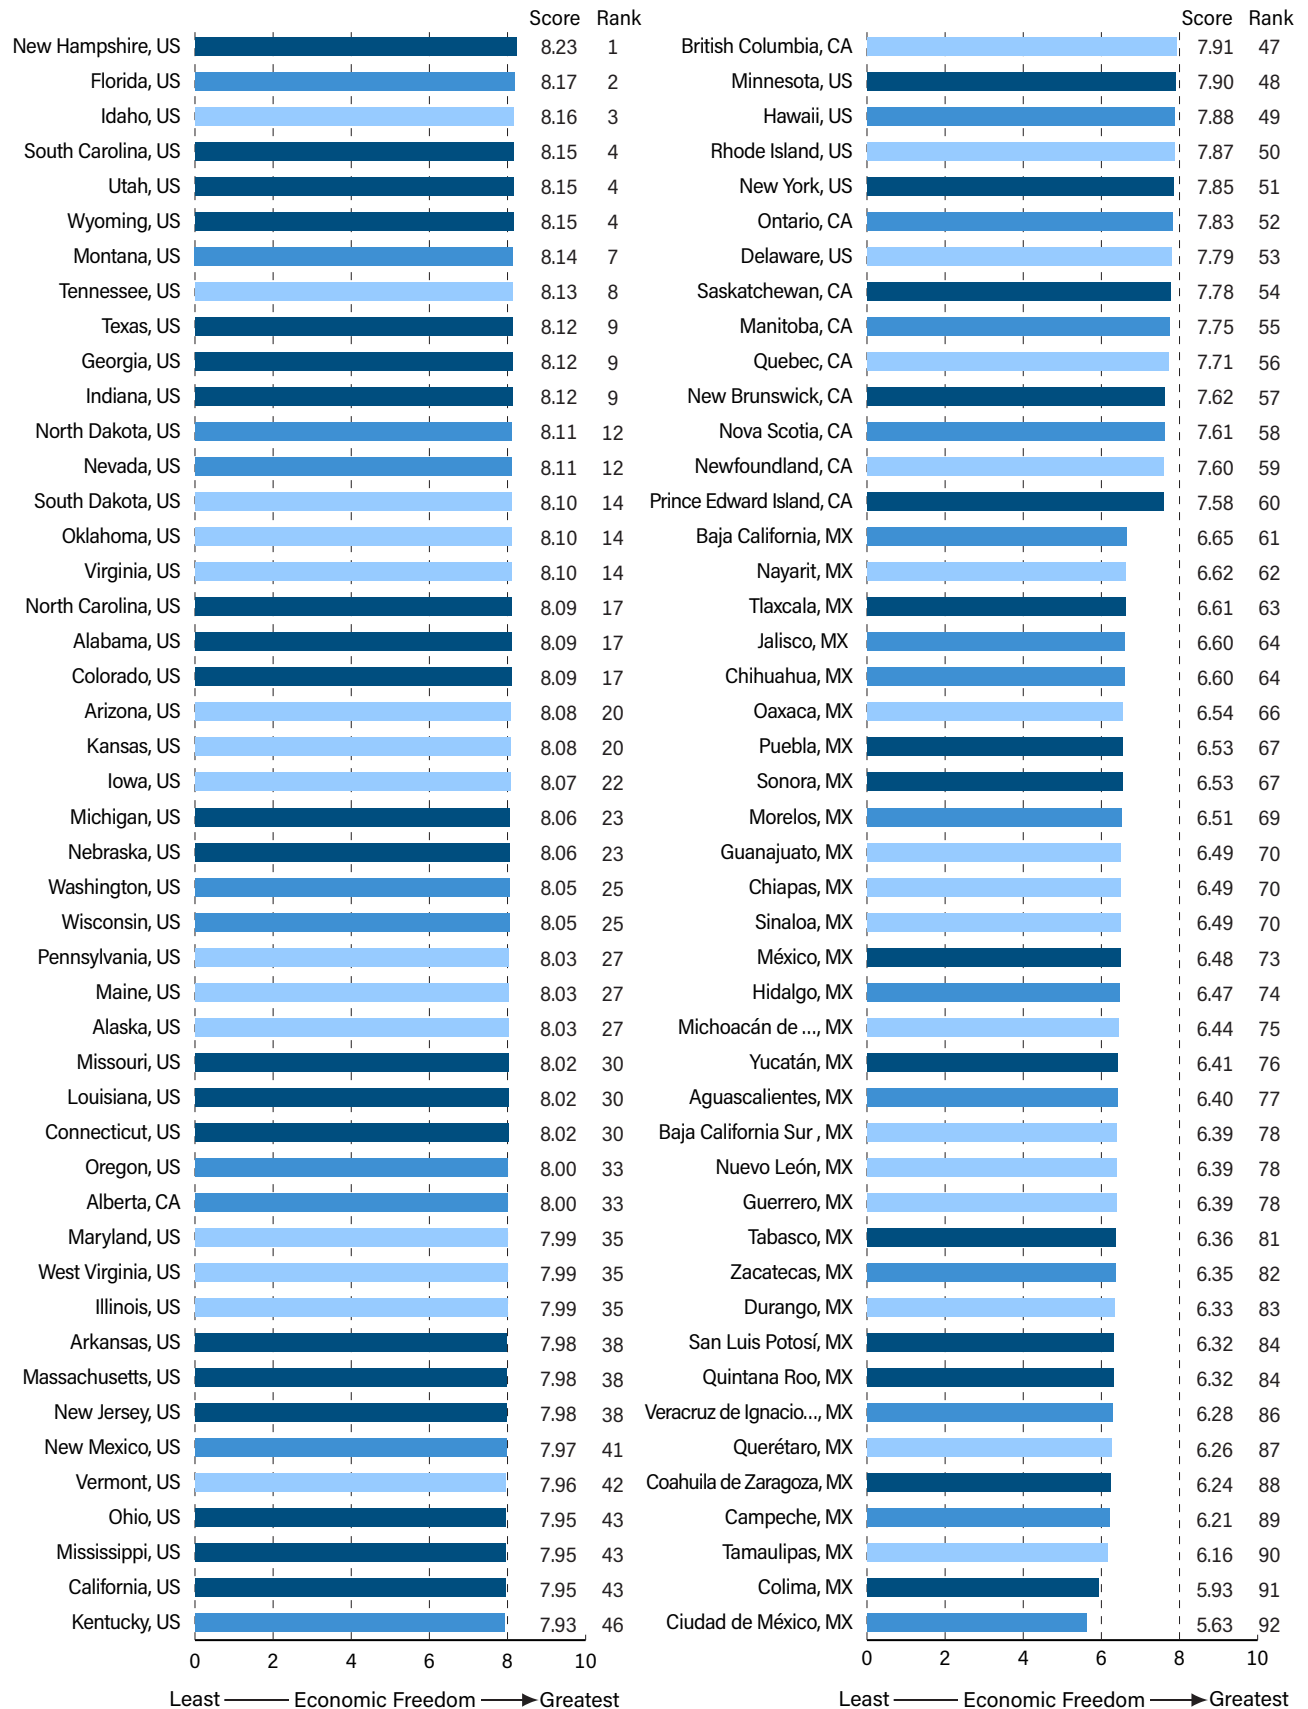 Score Rank
New Hampshire, US 8.23 1
Florida, US 8.17 2
Idaho, US 8.16 3
South Carolina, US 8.15 4
Utah, US 8.15 4
Wyoming, US 8.15 4
Montana, US 8.14 7
Tennessee, US 8.13 8
Texas, US 8.12 9
Georgia, US 8.12 9
Indiana, US 8.12 9
North Dakota, US 8.11 12
Nevada, US 8.11 12
South Dakota, US 8.10 14
Oklahoma, US 8.10 14
Virginia, US 8.10 14
North Carolina, US 8.09 17
Alabama, US 8.09 17
Colorado, US 8.09 17
Arizona, US 8.08 20
Kansas, US 8.08 20
Iowa, US 8.07 22
Michigan, US 8.06 23
Nebraska, US 8.06 23
Washington, US 8.05 25
Wisconsin, US 8.05 25
Pennsylvania, US 8.03 27
Maine, US 8.03 27
Alaska, US 8.03 27
Missouri, US 8.02 30
Louisiana, US 8.02 30
Connecticut, US 8.02 30
Oregon, US 8.00 33
Alberta, CA 8.00 33
Maryland, US 7.99 35
West Virginia, US 7.99 35
Illinois, US 7.99 35
Arkansas, US 7.98 38
Massachusetts, US 7.98 38
New Jersey, US 7.98 38
New Mexico, US 7.97 41
Vermont, US 7.96 42
Ohio, US 7.95 43
Mississippi, US 7.95 43
California, US 7.95 43
Kentucky, US 7.93 46
0 2 4 6 8 10
Least Economic Freedom Greatest
Score Rank
British Columbia, CA 7.91 47
Minnesota, US 7.90 48
Hawaii, US 7.88 49
Rhode Island, US 7.87 50
New York, US 7.85 51
Ontario, CA 7.83 52
Delaware, US 7.79 53
Saskatchewan, CA 7.78 54
Manitoba, CA 7.75 55
Quebec, CA 7.71 56
New Brunswick, CA 7.62 57
Nova Scotia, CA 7.61 58
Newfoundland, CA 7.60 59
Prince Edward Island, CA 7.58 60
Baja California, MX 6.65 61
Nayarit, MX 6.62 62
Tlaxcala, MX 6.61 63
Jalisco, MX 6.60 64
Chihuahua, MX 6.60 64
Oaxaca, MX 6.54 66
Puebla, MX 6.53 67
Sonora, MX 6.53 67
Morelos, MX 6.51 69
Guanajuato, MX 6.49 70
Chiapas, MX 6.49 70
Sinaloa, MX 6.49 70
México, MX 6.48 73
Hidalgo, MX 6.47 74
Michoacán de ..., MX 6.44 75
Yucatán, MX 6.41 76
Aguascalientes, MX 6.40 77
Baja California Sur , MX 6.39 78
Nuevo León, MX 6.39 78
Guerrero, MX 6.39 78
Tabasco, MX 6.36 81
Zacatecas, MX 6.35 82
Durango, MX 6.33 83
San Luis Potosí, MX 6.32 84
Quintana Roo, MX 6.32 84
Veracruz de Ignacio..., MX 6.28 86
Querétaro, MX 6.26 87
Coahuila de Zaragoza, MX 6.24 88
Campeche, MX 6.21 89
Tamaulipas, MX 6.16 90
Colima, MX 5.93 91
Ciudad de México, MX 5.63 92
0 2 4 6 8 10
Least Economic Freedom Greatest